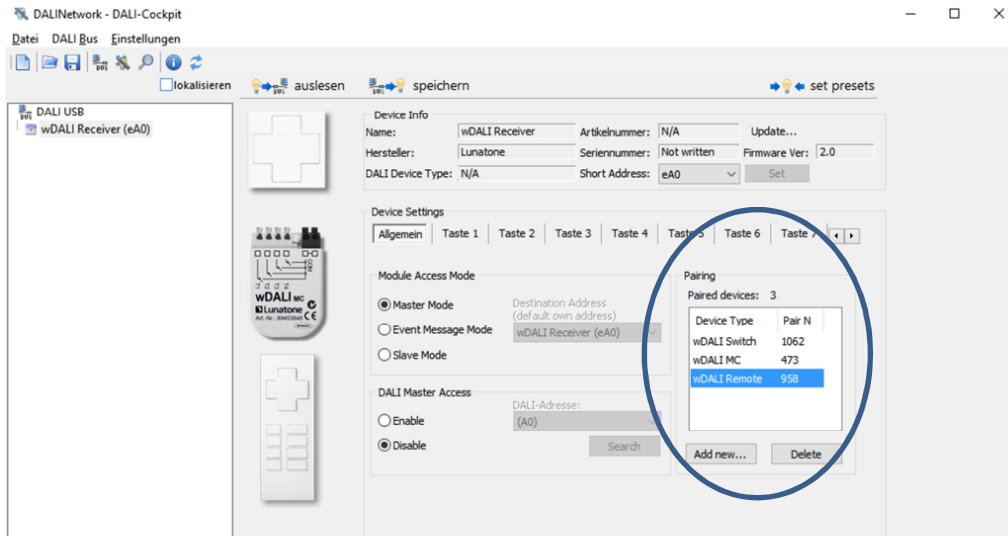 DALINetwork - DALI-Cockpit
Datei DALI Bus Einstellungen
lokalisieren auslesen speichern set presets
DALI USB
wDALI Receiver (eA0)
Device Info
Name: wDALI Receiver Artikelnummer: N/A Update...
Hersteller: Lunatone Seriennummer: Not written Firmware Ver: 2.0
DALI Device Type: N/A Short Address: eA0 Set
Device Settings
Allgemein Taste 1 Taste 2 Taste 3 Taste 4 Taste 5 Taste 6 Taste 7
Module Access Mode
Master Mode
Event Message Mode
Slave Mode
Destination Address
(default own address)
wDALI Receiver (eA0)
DALI Master Access
Enable
Disable
DALI-Adresse:
(A0)
Search
Pairing
Paired devices: 3
Device Type Pair N
wDALI Switch 1062
wDALI MC 473
wDALI Remote 958
Add new... Delete
COM
wDALI MC
Lunatone